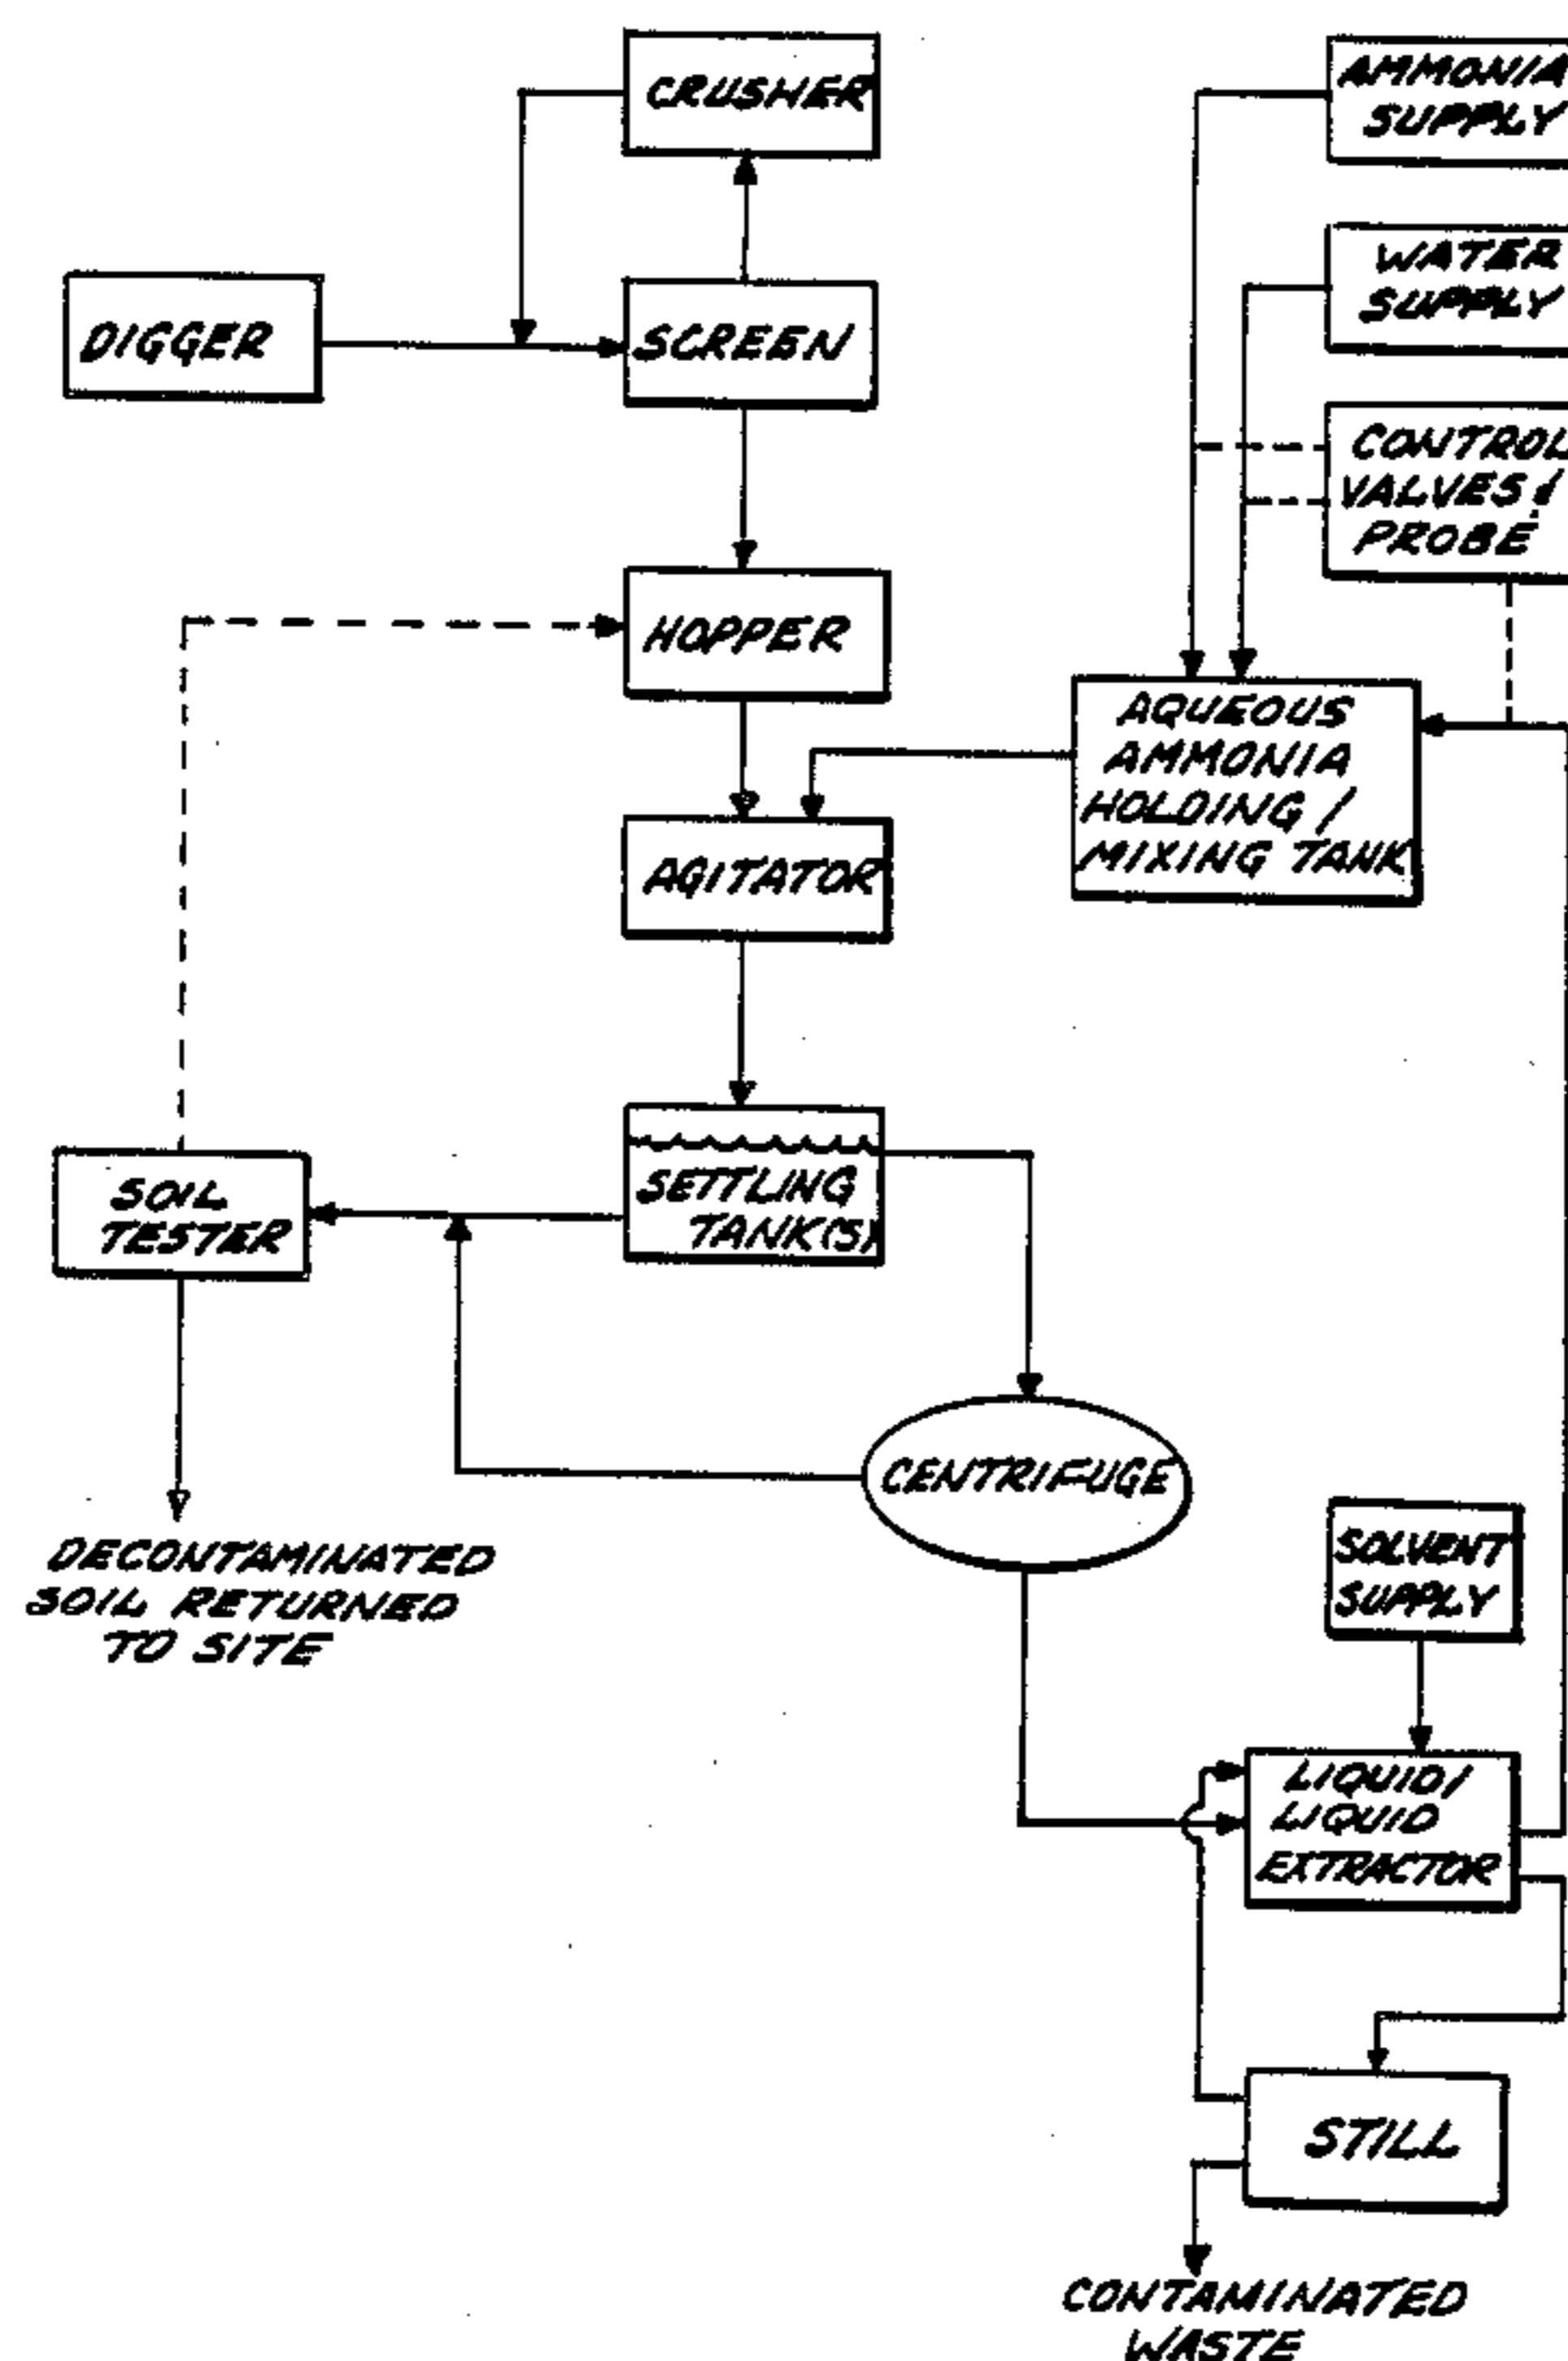 CRUSHER
AMMONIA
SUPPLY
WATER
SUPPLY
DIGGER
SCREEN
CONTROL
VALVES /
PROBE
HOPPER
AQUEOUS
AMMONIA
HOLDING /
MIXING TANK
AGITATOR
SETTLING
TANK(S)
SOIL
TESTER
CENTRIFUGE
DECONTAMINATED
SOIL RETURNED
TO SITE
SOLVENT
SUPPLY
LIQUID/
LIQUID
EXTRACTOR
STILL
CONTAMINATED
WASTE